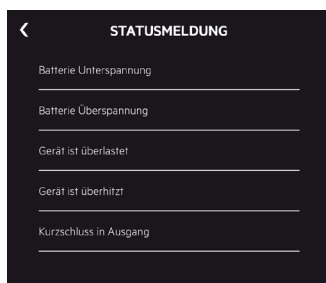 STATUSMELDUNG
Batterie Unterspannung
Batterie Überspannung
Gerät ist überlastet
Gerät ist überhitzt
Kurzschluss in Ausgang